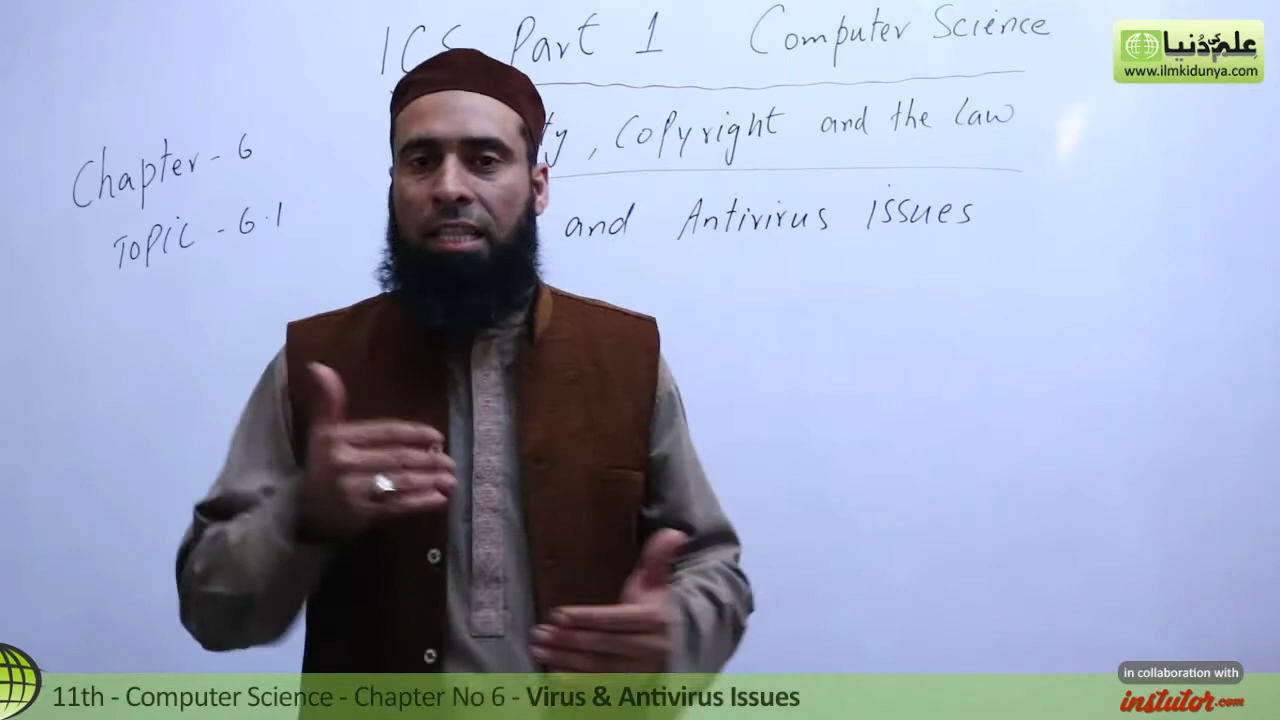 ICS Part 1 Computer Science
علم کی دنیا
www.ilmkidunya.com
Chapter - 6
ty, Copyright and the Law
Topic - 6.1
and Antivirus issues
in collaboration with
11th - Computer Science - Chapter No 6 - Virus & Antivirus Issues
instutor.com